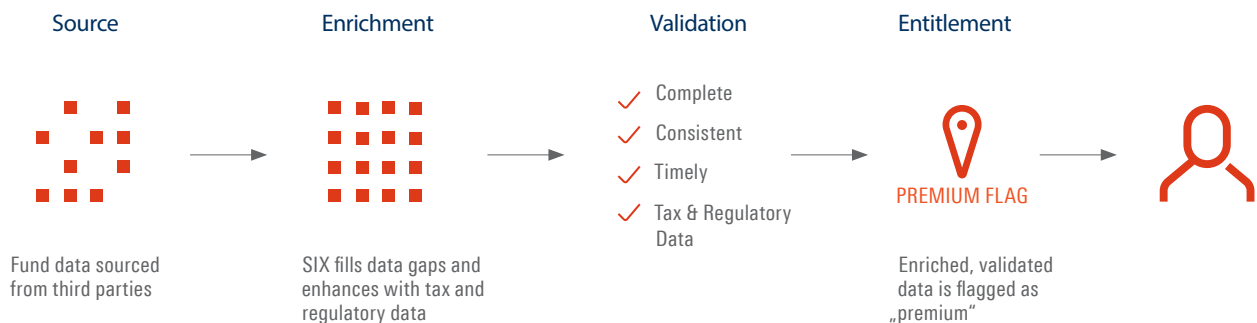 Source
Enrichment
Validation
Entitlement
Complete
Consistent
Timely
Tax & Regulatory
Data
PREMIUM FLAG
Fund data sourced
from third parties
SIX fills data gaps and
enhances with tax and
regulatory data
Enriched, validated
data is flagged as
„premium“